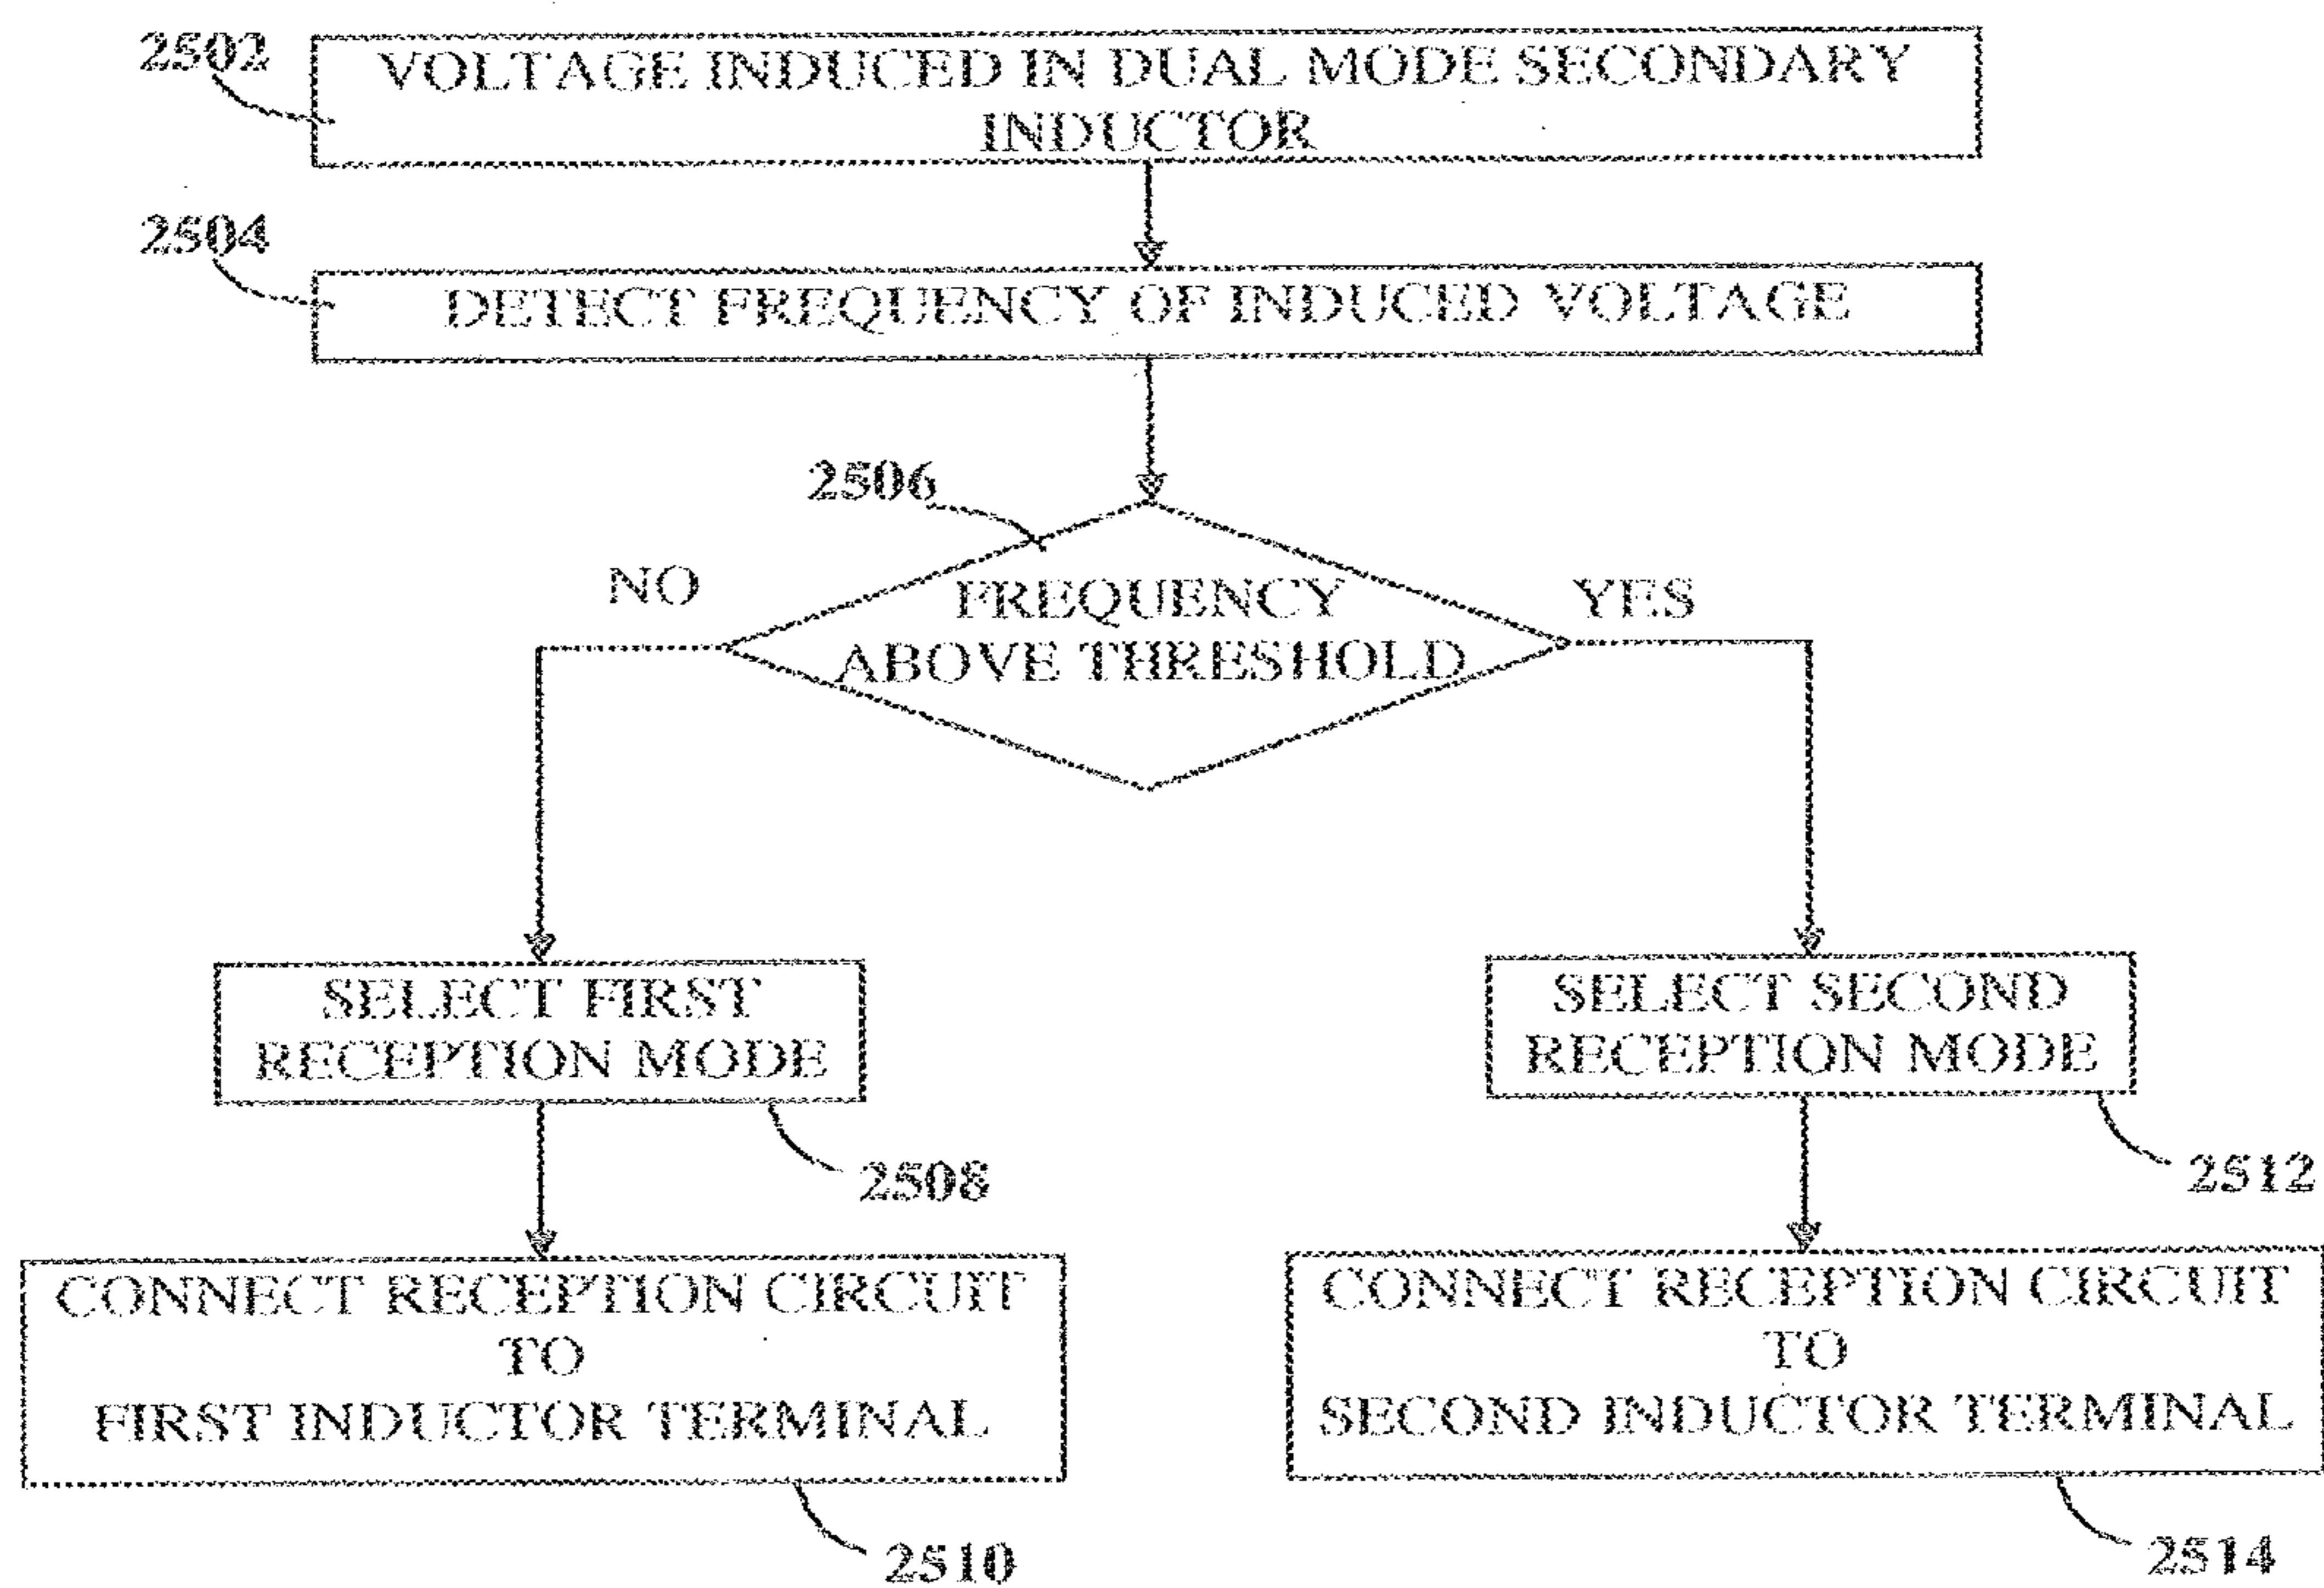 2502
VOLTAGE INDUCED IN DUAL MODE SECONDARY
INDUCTOR
2504
DETECT FREQUENCY OF INDUCED VOLTAGE
2506
NO
FREQUENCY
ABOVE THRESHOLD
YES
SELECT FIRST
RECEPTION MODE
2508
SELECT SECOND
RECEPTION MODE
2512
CONNECT RECEPTION CIRCUIT
TO
FIRST INDUCTOR TERMINAL
2510
CONNECT RECEPTION CIRCUIT
TO
SECOND INDUCTOR TERMINAL
2514